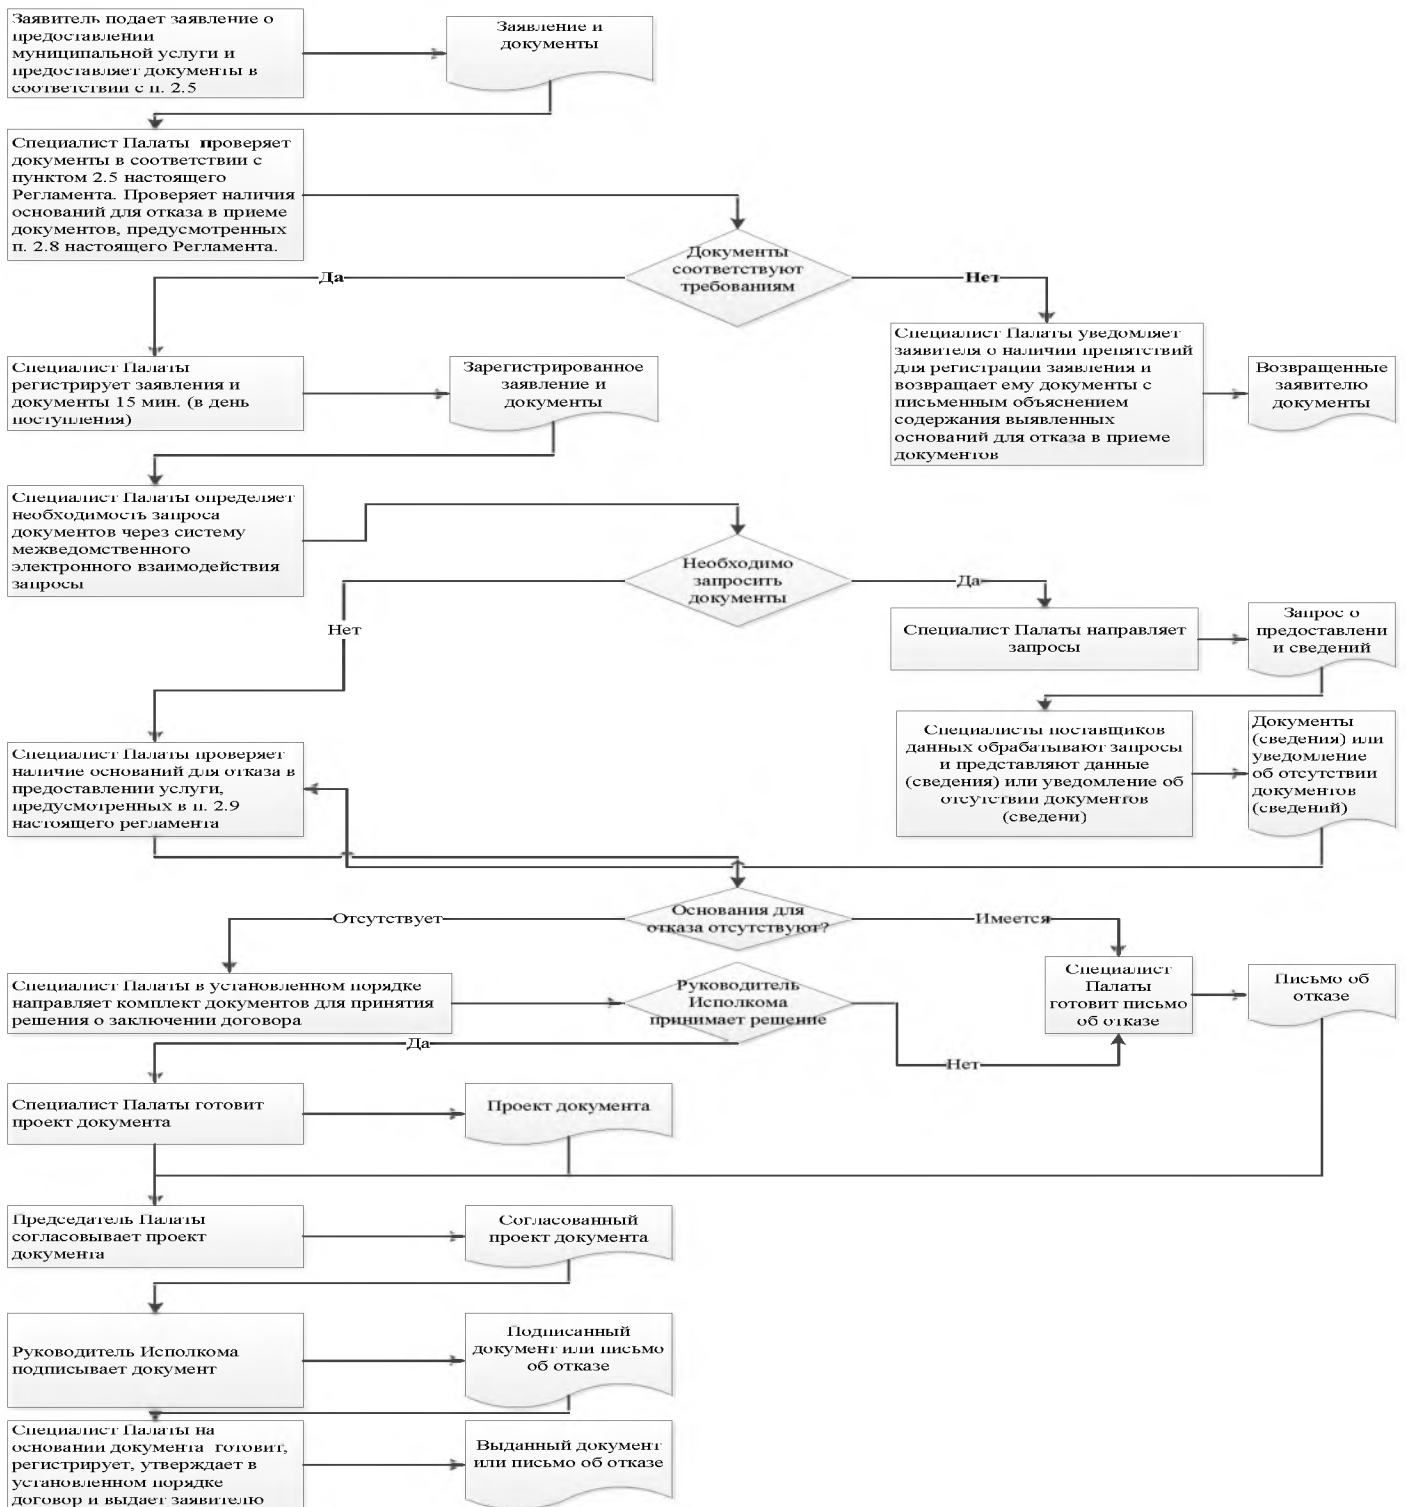 Заявитель подает заявление о
предоставлении
муниципальной услуги и
предоставляет документы в
соответствии с п. 2.5
Заявление и
документы
Специалист Палаты  проверяет
документы в соответствии с
пунктом 2.5 настоящего
Регламента. Проверяет наличия
оснований для отказа в приеме
документов, предусмотренных
п. 2.8 настоящего Регламента.
Документы
соответствуют
требованиям
Да
Нет
Специалист Палаты уведомляет
заявителя о наличии препятствий
для регистрации заявления и
возвращает ему документы с
письменным объяснением
содержания выявленных
оснований для отказа в приеме
документов
Возвращенные
заявителю
документы
Специалист Палаты
регистрирует заявления и
документы 15 мин. (в день
поступления)
Зарегистрированное
заявление и
документы
Специалист Палаты определяет
необходимость запроса
документов через систему
межведомственного
электронного взаимодействия
запросы
Необходимо
запросить
документы
Да
Нет
Специалист Палаты направляет
запросы
Запрос о
предоставлени
и сведений
Специалисты поставщиков
данных обрабатывают запросы
и представляют данные
(сведения) или уведомление об
отсутствии документов
(сведени)
Документы
(сведения) или
уведомление
об отсутствии
документов
(сведений)
Специалист Палаты проверяет
наличие оснований для отказа в
предоставлении услуги,
предусмотренных в п. 2.9
настоящего регламента
Основания для
отказа отсутствуют?
Отсутствует
Имеется
Специалист Палаты в установленном порядке
направляет комплект документов для принятия
решения о заключении договора
Руководитель
Исполкома
принимает решение
Специалист
Палаты
готовит письмо
об отказе
Письмо об
отказе
Да
Нет
Специалист Палаты готовит
проект документа
Проект документа
Председатель Палаты
согласовывает проект
документа
Согласованный
проект документа
Руководитель Исполкома
подписывает документ
Подписанный
документ или письмо
об отказе
Специалист Палаты на
основании документа  готовит,
регистрирует, утверждает в
установленном порядке
договор и выдает заявителю
Выданный документ
или письмо об отказе